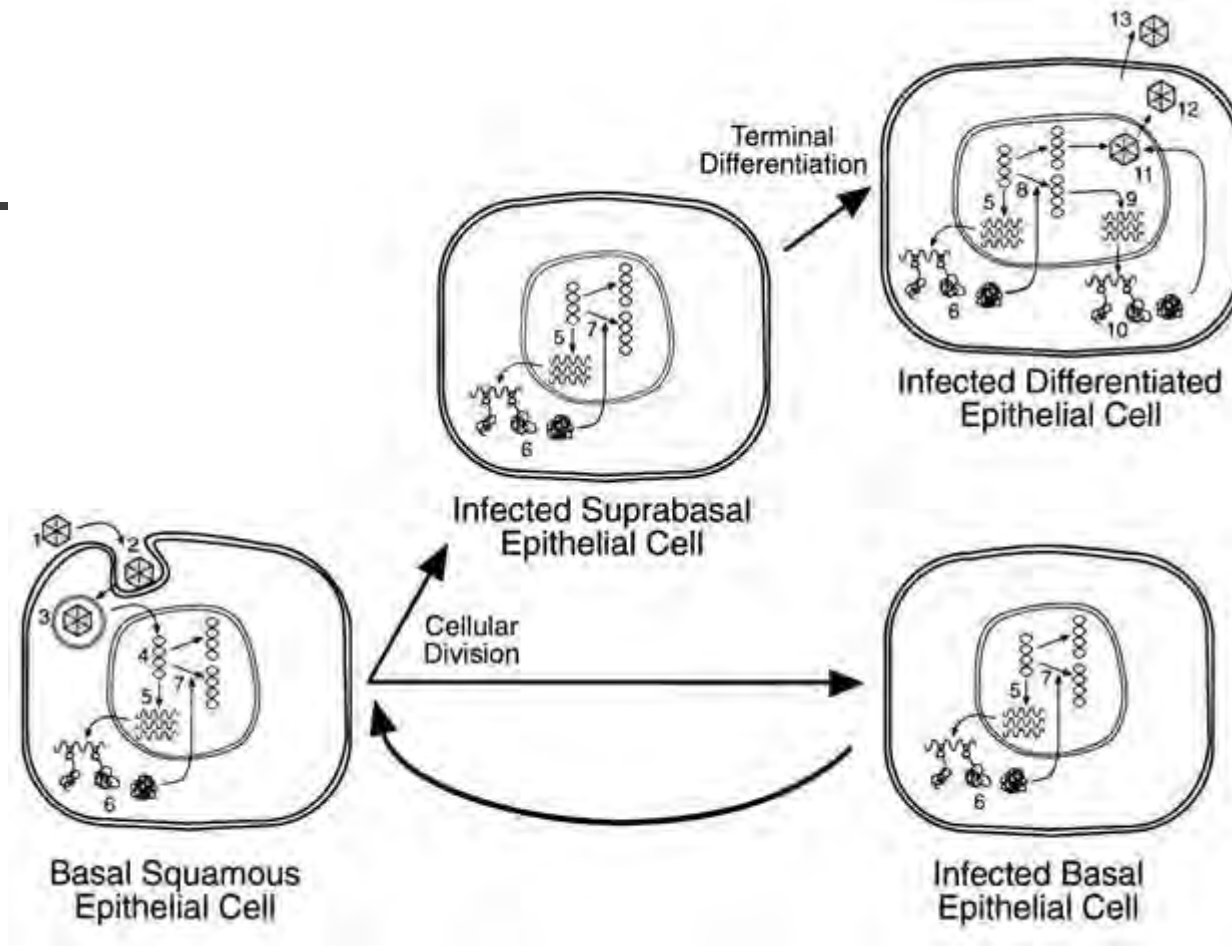 13
12
Terminal
Differentiation
11
8
5
9
6
10
Infected Differentiated
Epithelial Cell
5
7
6
Infected Suprabasal
Epithelial Cell
1
2
3
Cellular
Division
4
5
7
6
5
7
6
Basal Squamous
Epithelial Cell
Infected Basal
Epithelial Cell